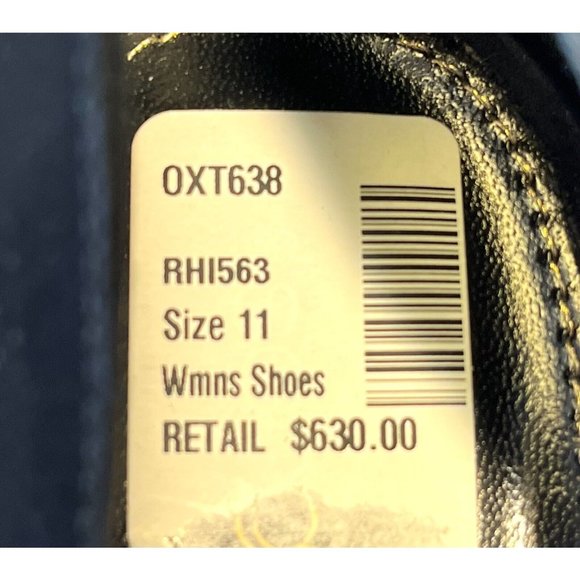 OXT638
RHI563
Size 11
Wmns Shoes
RETAIL $630.00